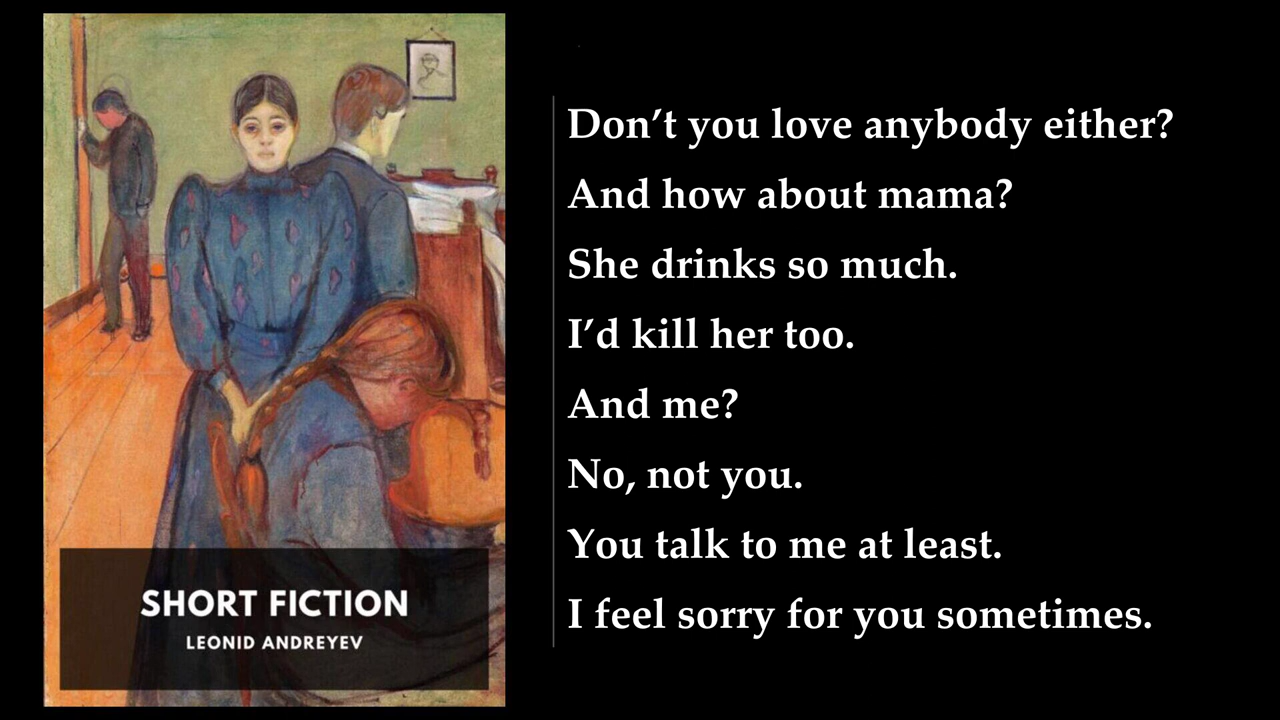 SHORT FICTION
LEONID ANDREYEV
Don’t you love anybody either?
And how about mama?
She drinks so much.
I’d kill her too.
And me?
No, not you.
You talk to me at least.
I feel sorry for you sometimes.